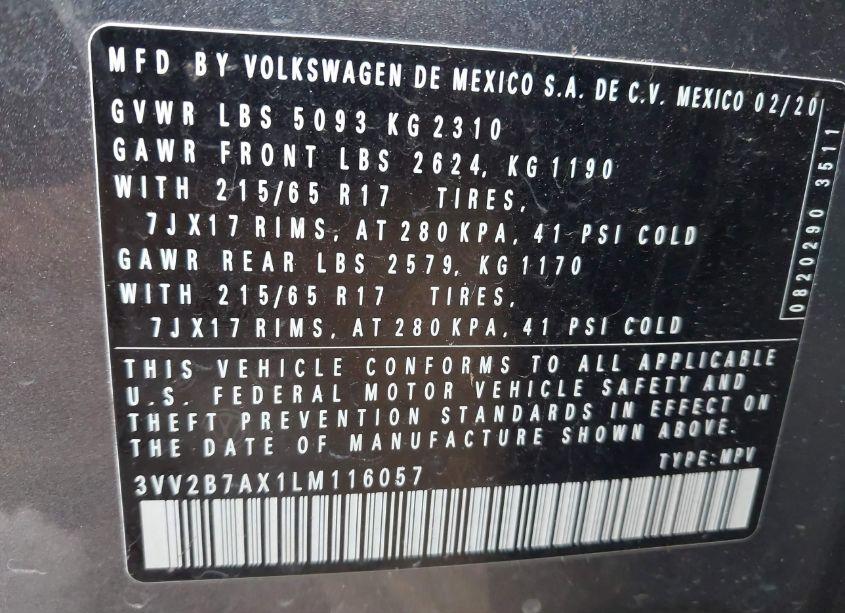 MFD BY VOLKSWAGEN DE MEXICO S.A. DE C.V. MEXICO 02/20
GVWR LBS 5093 KG 2310
GAWR FRONT LBS 2624, KG 1190
WITH 215/65 R17 TIRES,
7JX17 RIMS, AT 280 KPA, 41 PSI COLD
GAWR REAR LBS 2579, KG 1170
WITH 215/65 R17 TIRES,
7JX17 RIMS, AT 280 KPA, 41 PSI COLD
0820290 3511
THIS VEHICLE CONFORMS TO ALL APPLICABLE
U.S. FEDERAL MOTOR VEHICLE SAFETY AND
THEFT PREVENTION STANDARDS IN EFFECT ON
THE DATE OF MANUFACTURE SHOWN ABOVE.
TYPE:MPV
3VV2B7AX1LM116057